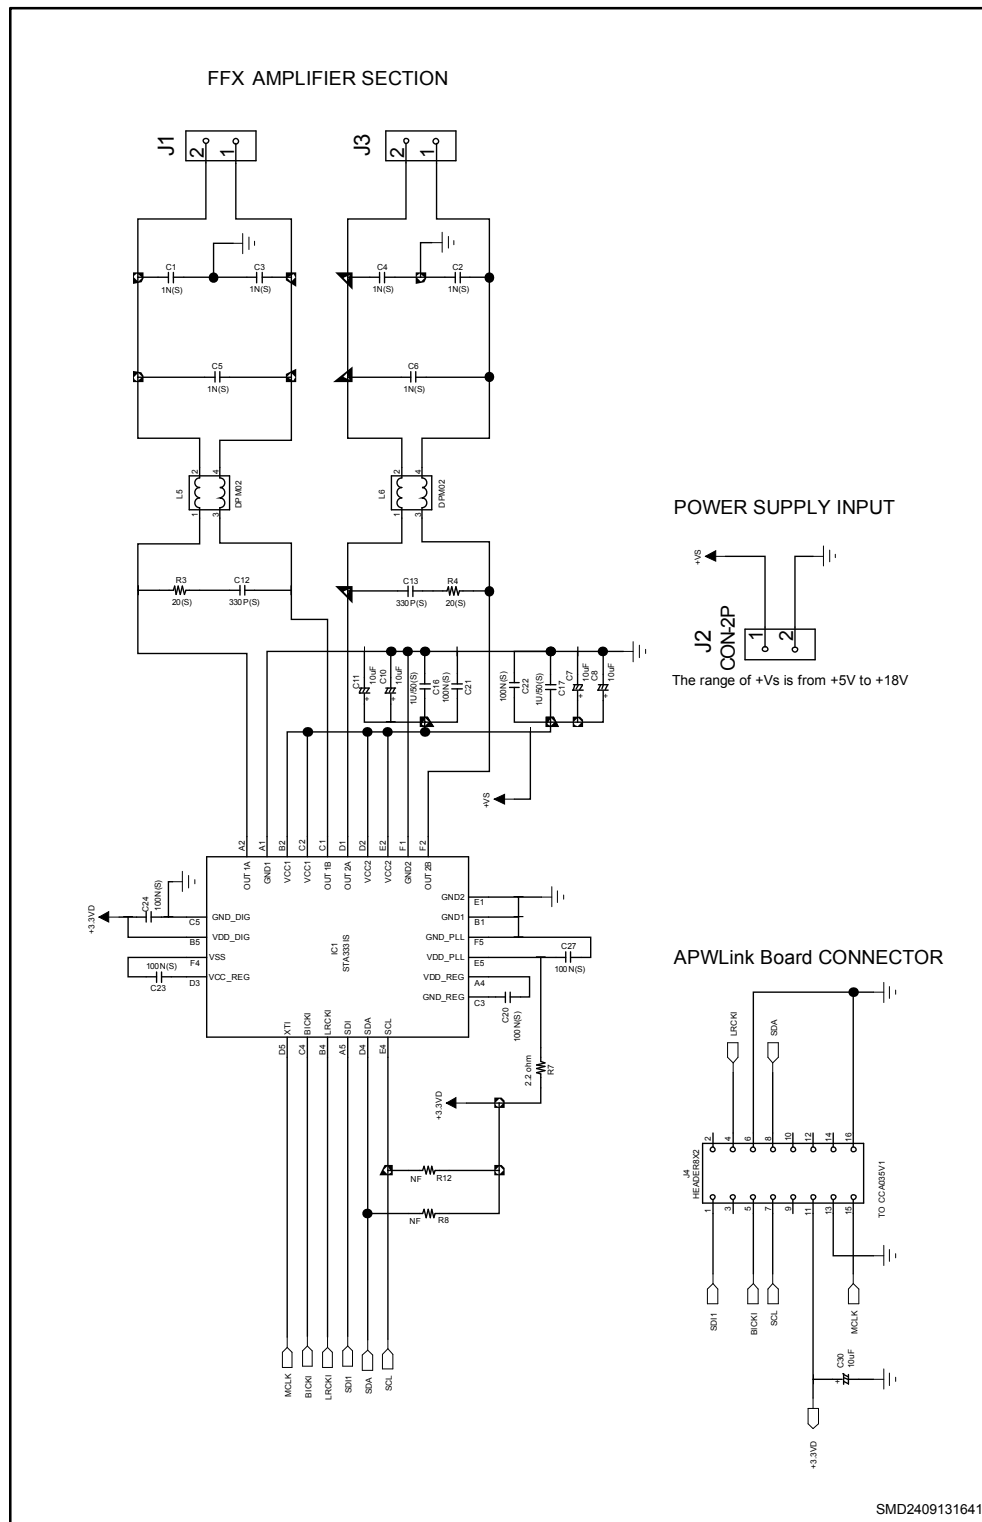 FFX AMPLIFIER SECTION
J1
2
1
J3
2
1
C1
1N(S)
C3
1N(S)
C4
1N(S)
C2
1N(S)
C5
1N(S)
C6
1N(S)
L5
2
4
1
3
DPM02
L6
2
4
1
3
DPM02
R3
20(S)
C12
330P(S)
C13
330P(S)
R4
20(S)
POWER SUPPLY INPUT
+VS
J2
CON-2P
1
2
The range of +Vs is from +5V to +18V
C11
10uF
+
C10
10uF
+
C16
1U/50(S)
C21
100N(S)
C22
100N(S)
C17
1U/50(S)
C7
10uF
+
C8
10uF
+
+VS
A2
A1
B2
C2
C1
D1
D2
E2
F1
F2
OUT 1A
GND1
VCC1
VCC1
OUT 1B
OUT 2A
VCC2
VCC2
GND2
OUT 2B
+3.3VD
C24
100N(S)
C5
GND_DIG
B5
VDD_DIG
F4
VSS
D3
VCC_REG
100N(S)
C23
IC1
STA333IS
GND2
E1
GND1
B1
GND_PLL
F5
VDD_PLL
E5
VDD_REG
A4
GND_REG
C3
C27
100N(S)
C20
100N(S)
XTI
BICKI
LRCKI
SDI
SDA
SCL
D5
C4
B4
A5
D4
E4
2.2 ohm
R7
+3.3VD
NF
R12
NF
R8
MCLK
BICKI
LRCKI
SDI1
SDA
SCL
APWLink Board CONNECTOR
LRCKI
SDA
J4
HEADER8X2
2
4
6
8
10
12
14
16
1
3
5
7
9
11
13
15
TO CCA035V1
SDI1
BICKI
SCL
MCLK
C30
10uF
+
+3.3VD
SMD2409131641